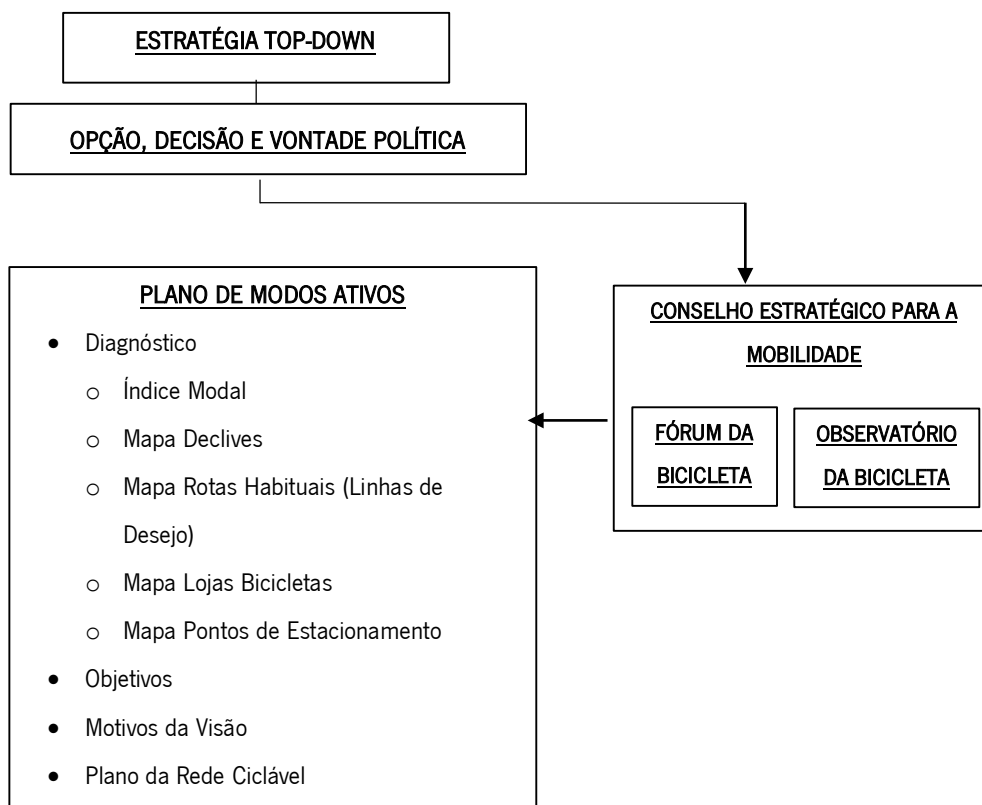 ESTRATÉGIA TOP-DOWN
OPÇÃO, DECISÃO E VONTADE POLÍTICA
PLANO DE MODOS ATIVOS
• Diagnóstico
o Índice Modal
o Mapa Declives
o Mapa Rotas Habituais (Linhas de
Desejo)
o Mapa Lojas Bicicletas
o Mapa Pontos de Estacionamento
• Objetivos
• Motivos da Visão
• Plano da Rede Ciclável
CONSELHO ESTRATÉGICO PARA A
MOBILIDADE
FÓRUM DA
BICICLETA
OBSERVATÓRIO
DA BICICLETA